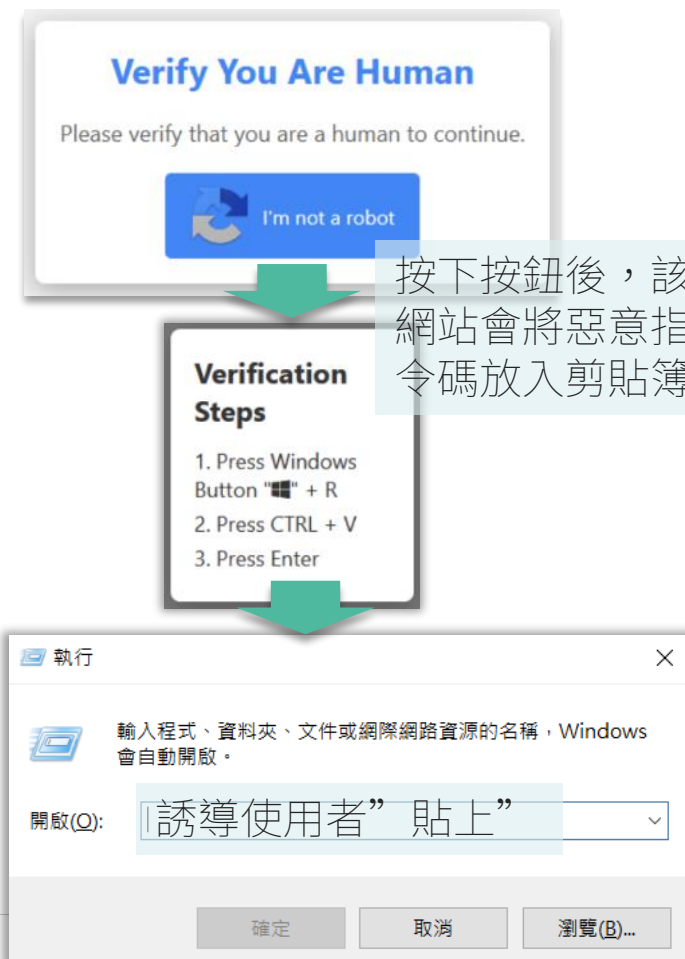 Verify You Are Human
Please verify that you are a human to continue.
I'm not a robot
按下按鈕後，該
網站會將惡意指
令碼放入剪貼簿
Verification
Steps
1. Press Windows
Button "" + R
2. Press CTRL + V
3. Press Enter
執行
輸入程式、資料夾、文件或網際網路資源的名稱，Windows
會自動開啟。
開啟(O):
誘導使用者”貼上”
確定 取消 瀏覽(B)...